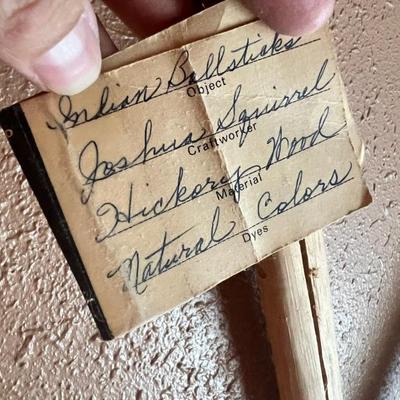 Indian Ballsticks
Object
Joshua Squirrel
Craftworker
Hickory Wood
Material
Natural Colors
Dyes